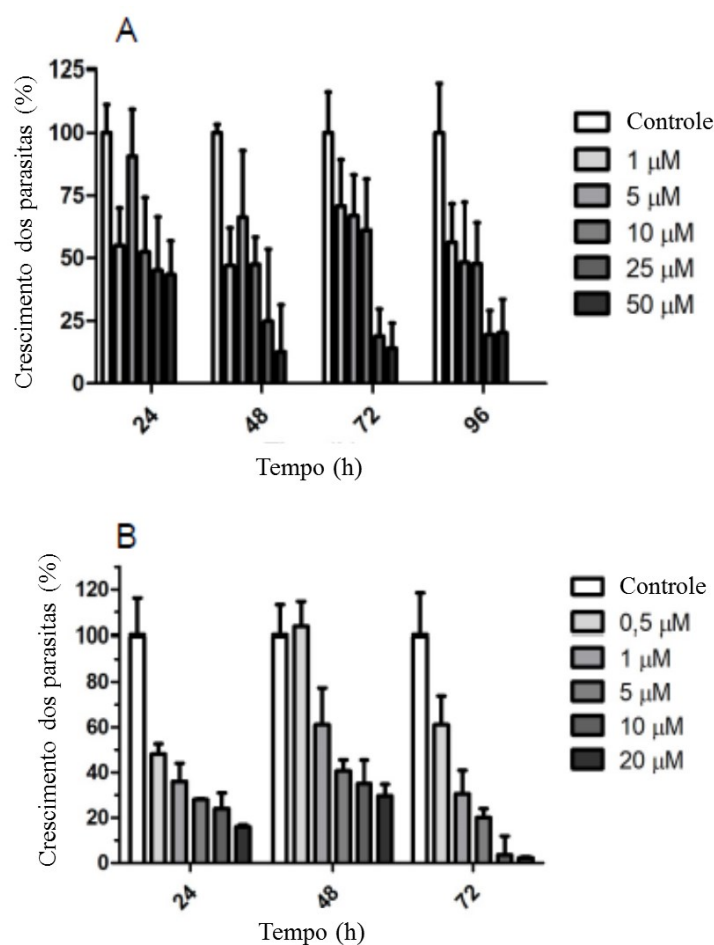 A
Crescimento dos parasitas (%)
125
100
75
50
25
0
24
48
72
96
Tempo (h)
Controle
1 μM
5 μM
10 μM
25 μM
50 μM
B
Crescimento dos parasitas (%)
120
100
80
60
40
20
0
24
48
72
Tempo (h)
Controle
0,5 μM
1 μM
5 μM
10 μM
20 μM